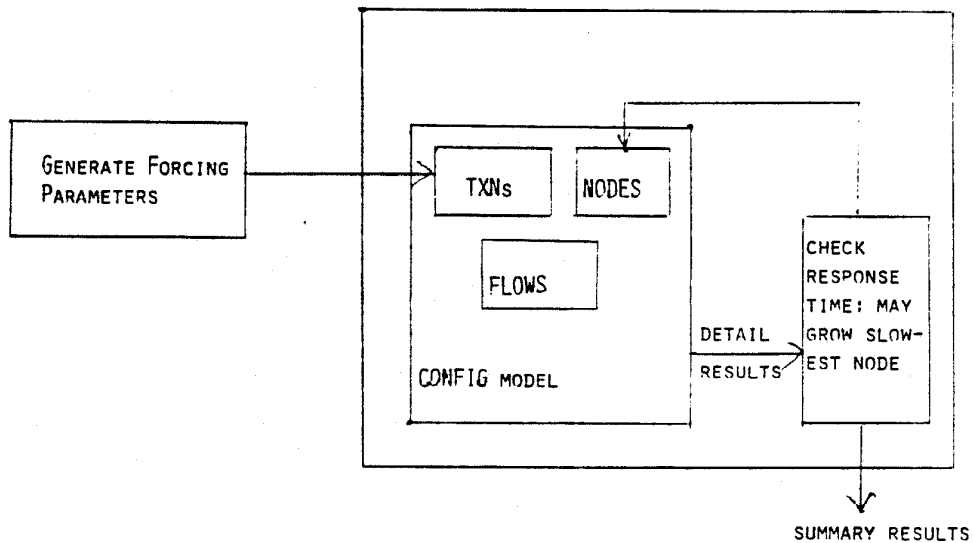 GENERATE FORCING
PARAMETERS
TXNs
NODES
FLOWS
CONFIG MODEL
DETAIL
RESULTS
CHECK
RESPONSE
TIME: MAY
GROW SLOW-
EST NODE
SUMMARY RESULTS